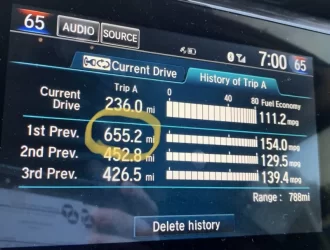 65 AUDIO SOURCE 7:00 65
Current Drive History of Trip A
Trip A 0 40 80 Fuel Economy
Current Drive 236.0 mi 111.2 mpg
1st Prev. 655.2 mi 154.0 mpg
2nd Prev. 452.8 mi 129.5 mpg
3rd Prev. 426.5 mi 139.4 mpg
Range : 788mi
Delete history